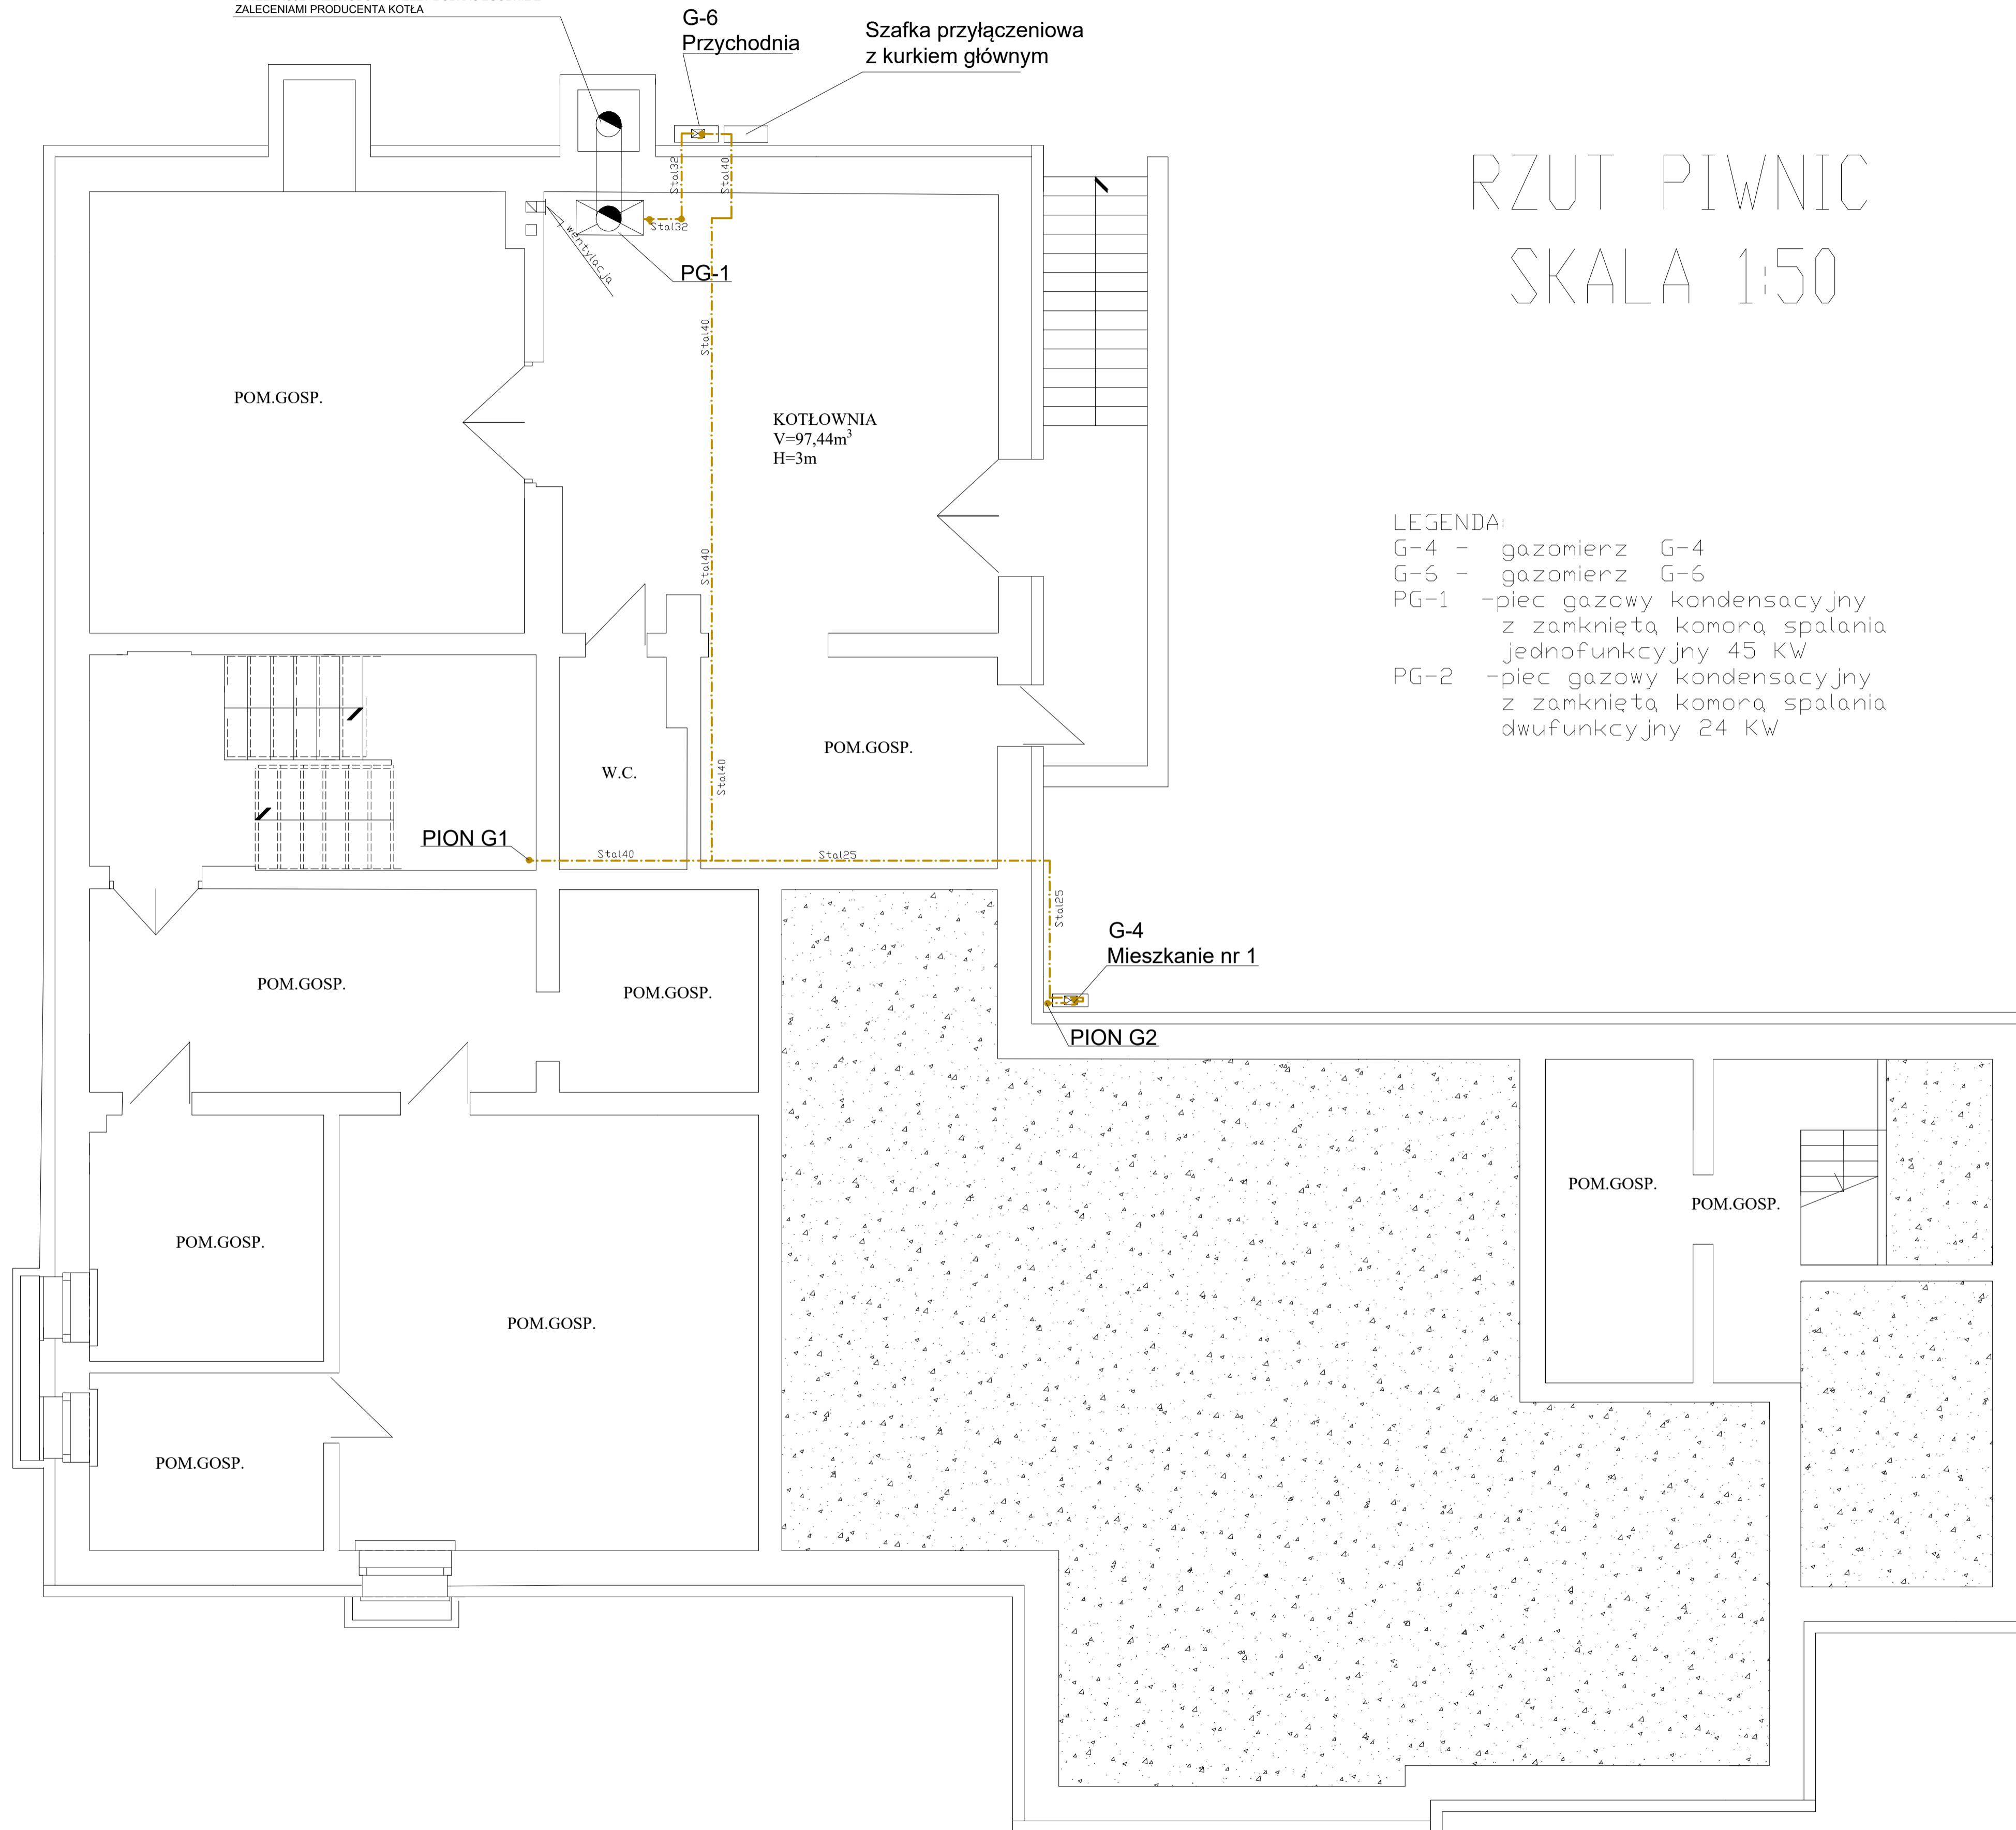 ZALECENIAMI PRODUCENTA KOTŁA
G-6
Przychodnia
Szafka przyłączeniowa
z kurkiem głównym
RZUT PIWNIC
SKALA 1:50
Stal32
Stal40
Stal32
wentylacja
PG-1
Stal40
POM.GOSP.
KOTŁOWNIA
V=97,44m³
H=3m
LEGENDA:
G-4 - gazomierz G-4
G-6 - gazomierz G-6
PG-1 -piec gazowy kondensacyjny
z zamkniętą komorą spalania
jednofunkcyjny 45 KW
PG-2 -piec gazowy kondensacyjny
z zamkniętą komorą spalania
dwufunkcyjny 24 KW
Stal40
POM.GOSP.
W.C.
Stal40
PION G1
Stal40
Stal25
Stal25
G-4
Mieszkanie nr 1
PION G2
POM.GOSP.
POM.GOSP.
POM.GOSP.
POM.GOSP.
POM.GOSP.
POM.GOSP.
POM.GOSP.